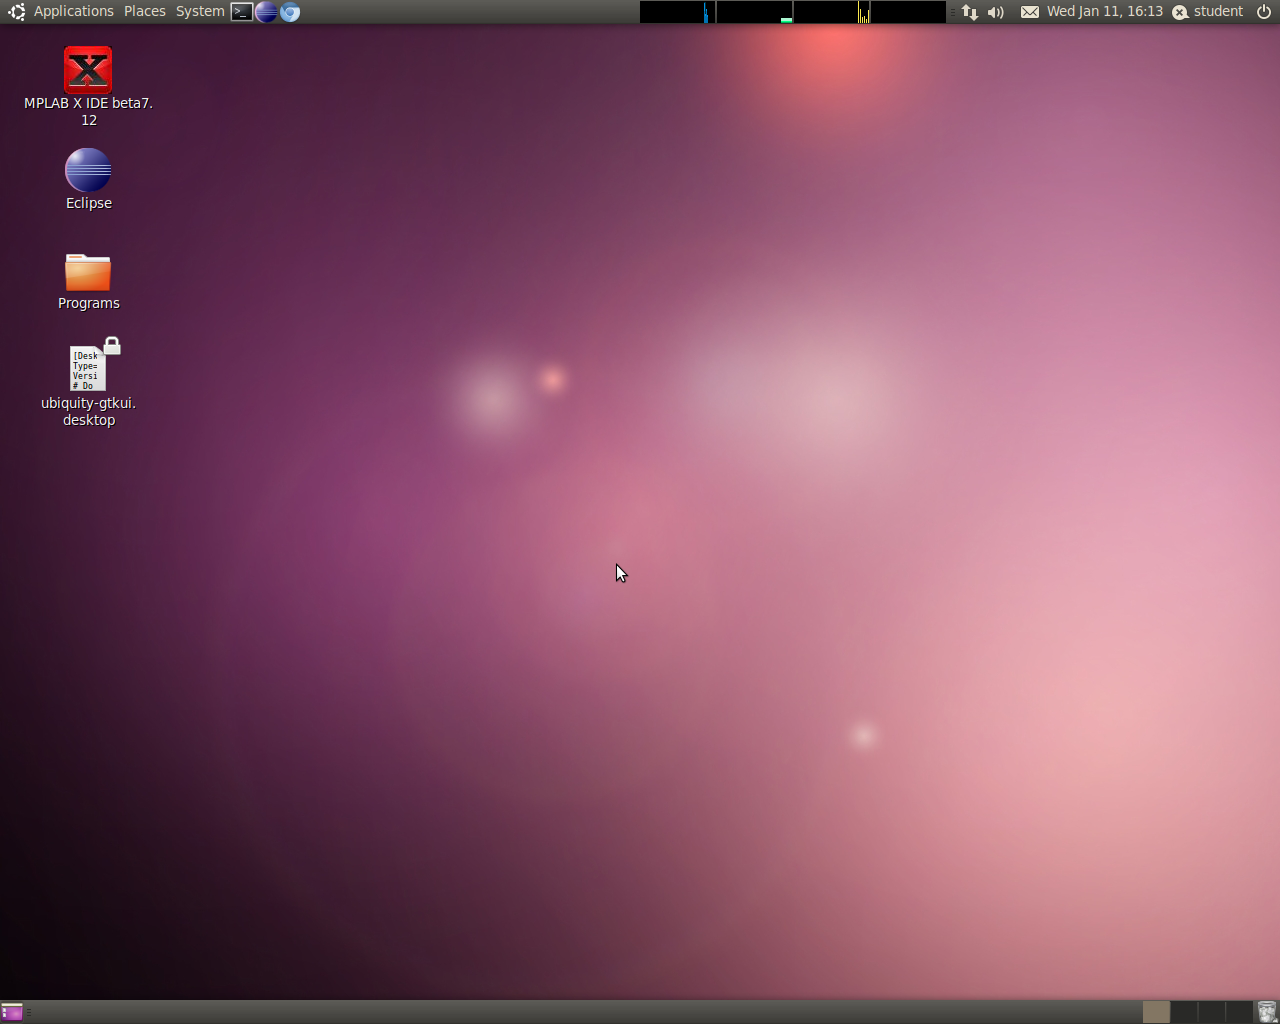 Applications Places System
Wed Jan 11, 16:13 student
MPLAB X IDE beta7.
12
Eclipse
Programs
[Desk
Type=
Versi
# Do
ubiquity-gtkui.
desktop